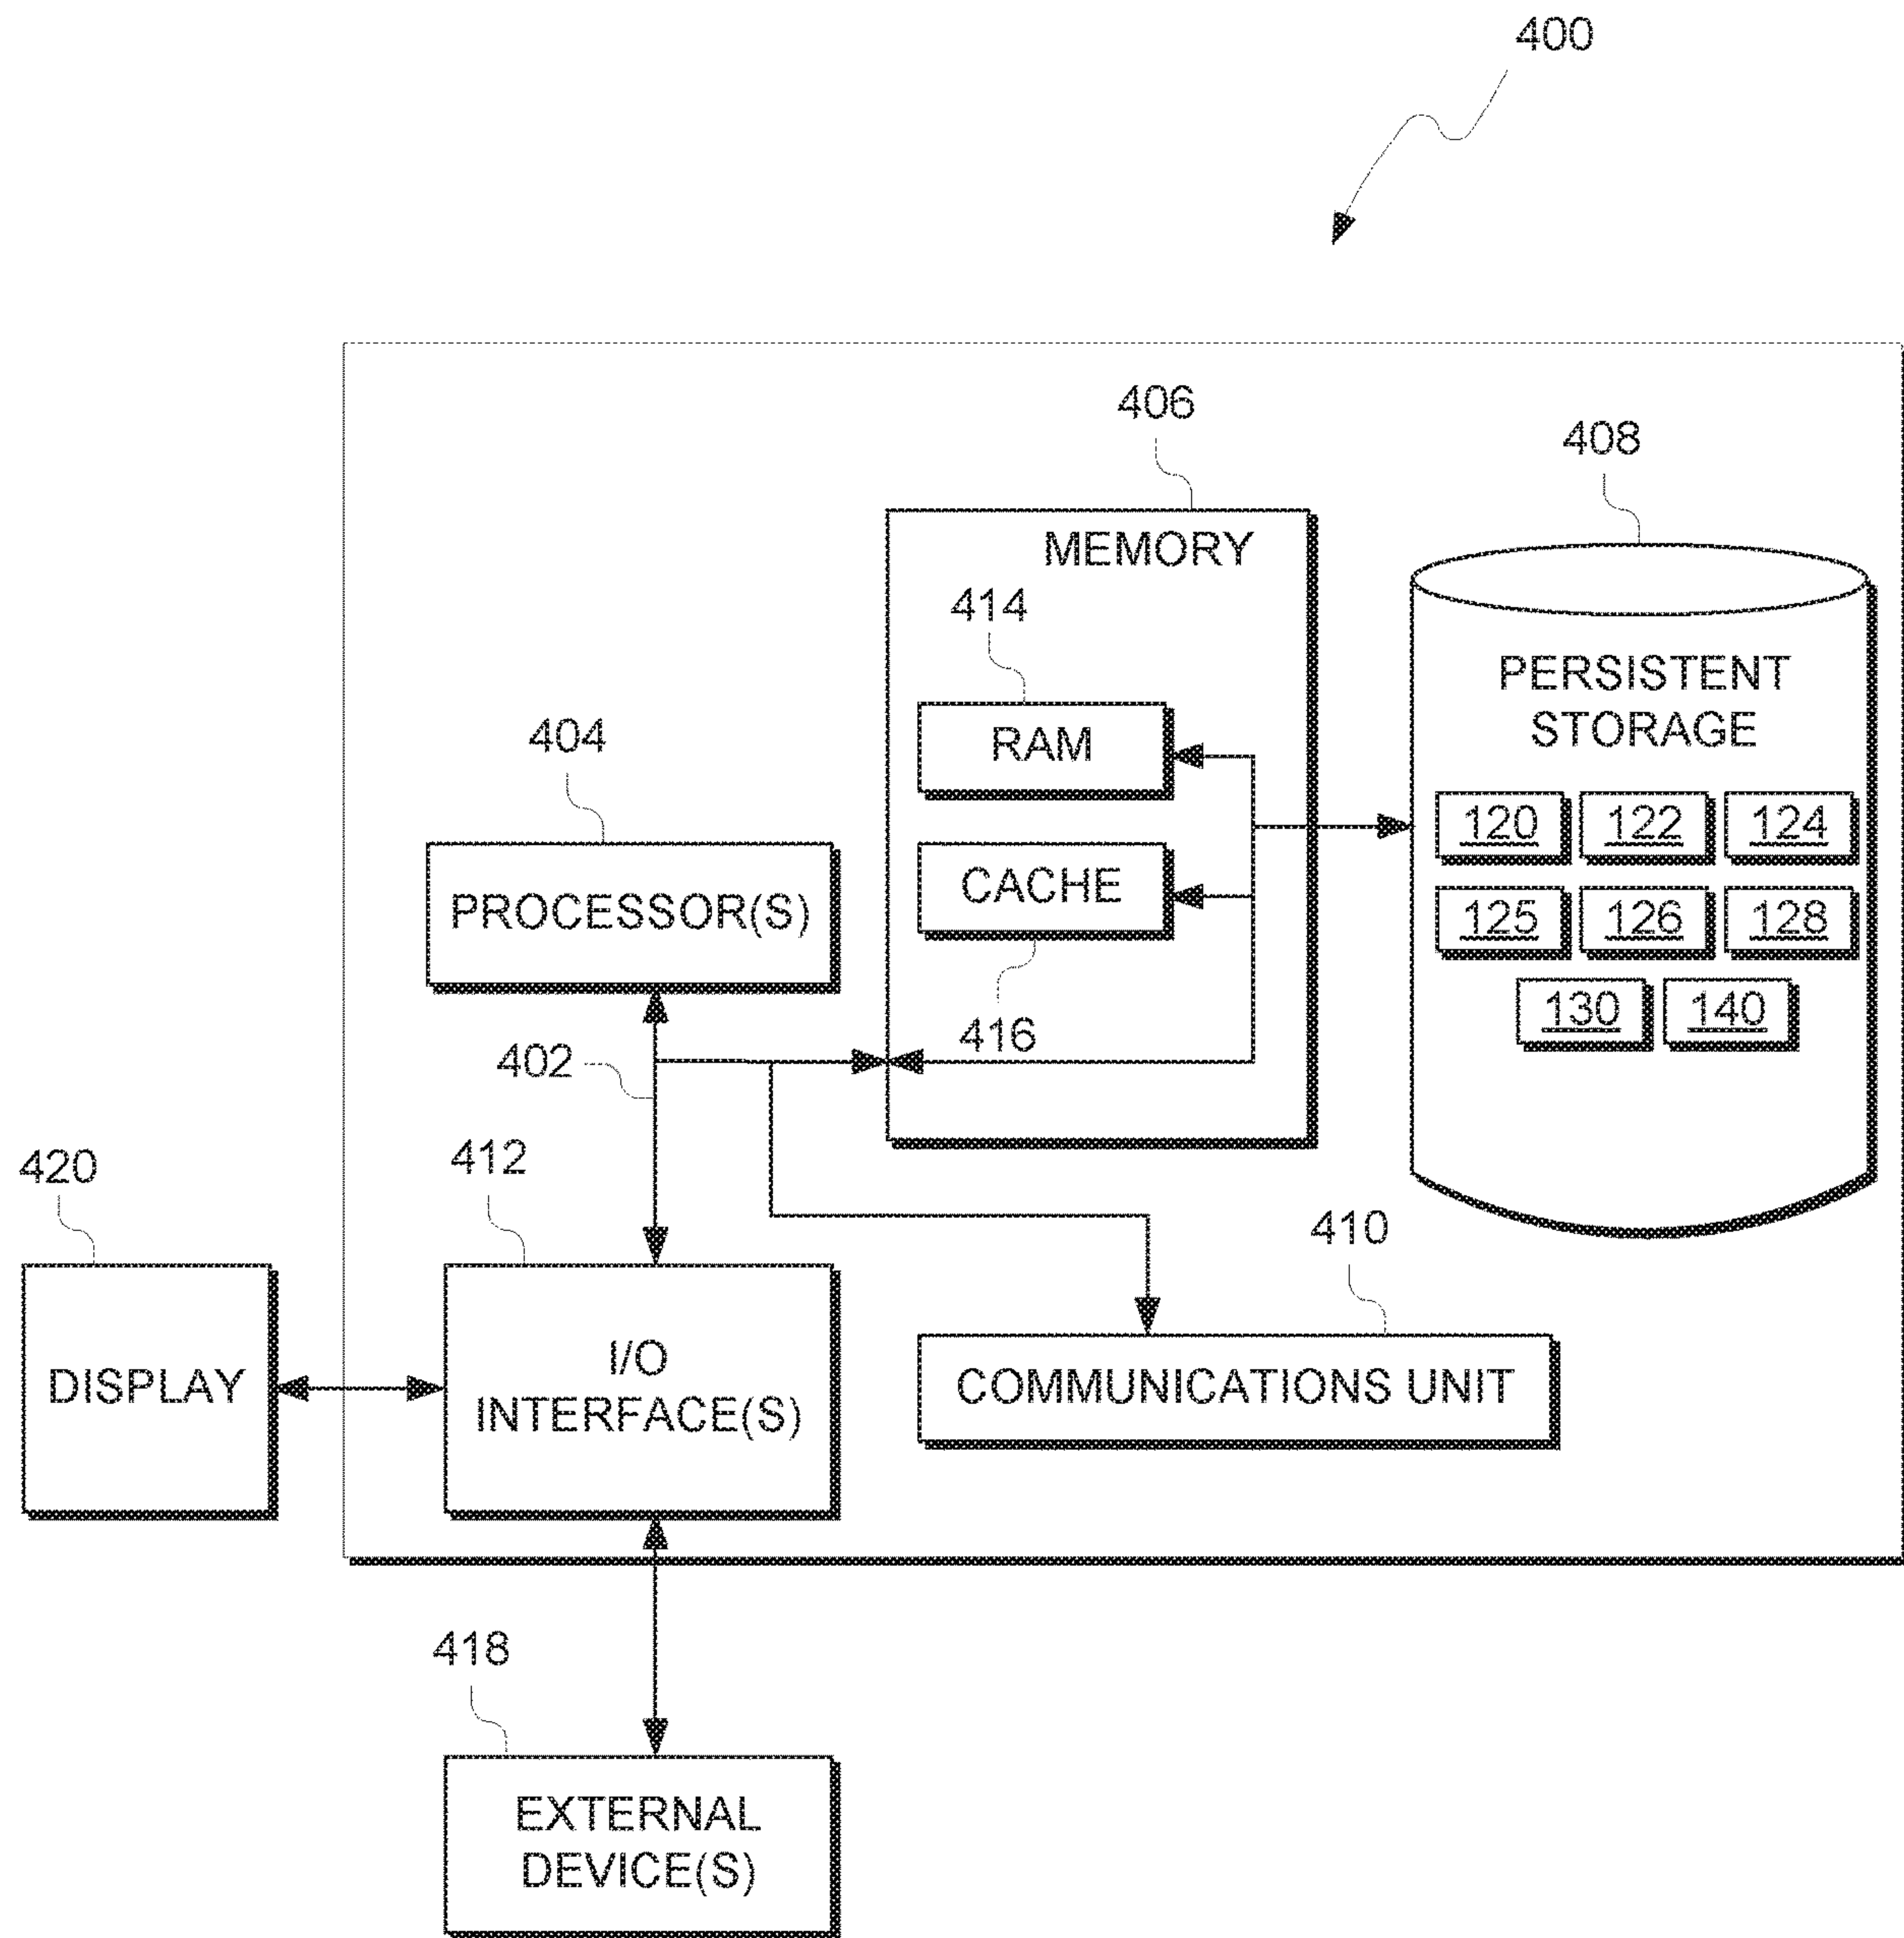 400
406
408
MEMORY
414
PERSISTENT
STORAGE
RAM
404
120 122 124
CACHE
PROCESSOR(S)
125 126 128
130 140
416
402
420
412
410
I/O
INTERFACE(S)
DISPLAY
COMMUNICATIONS UNIT
418
EXTERNAL
DEVICE(S)